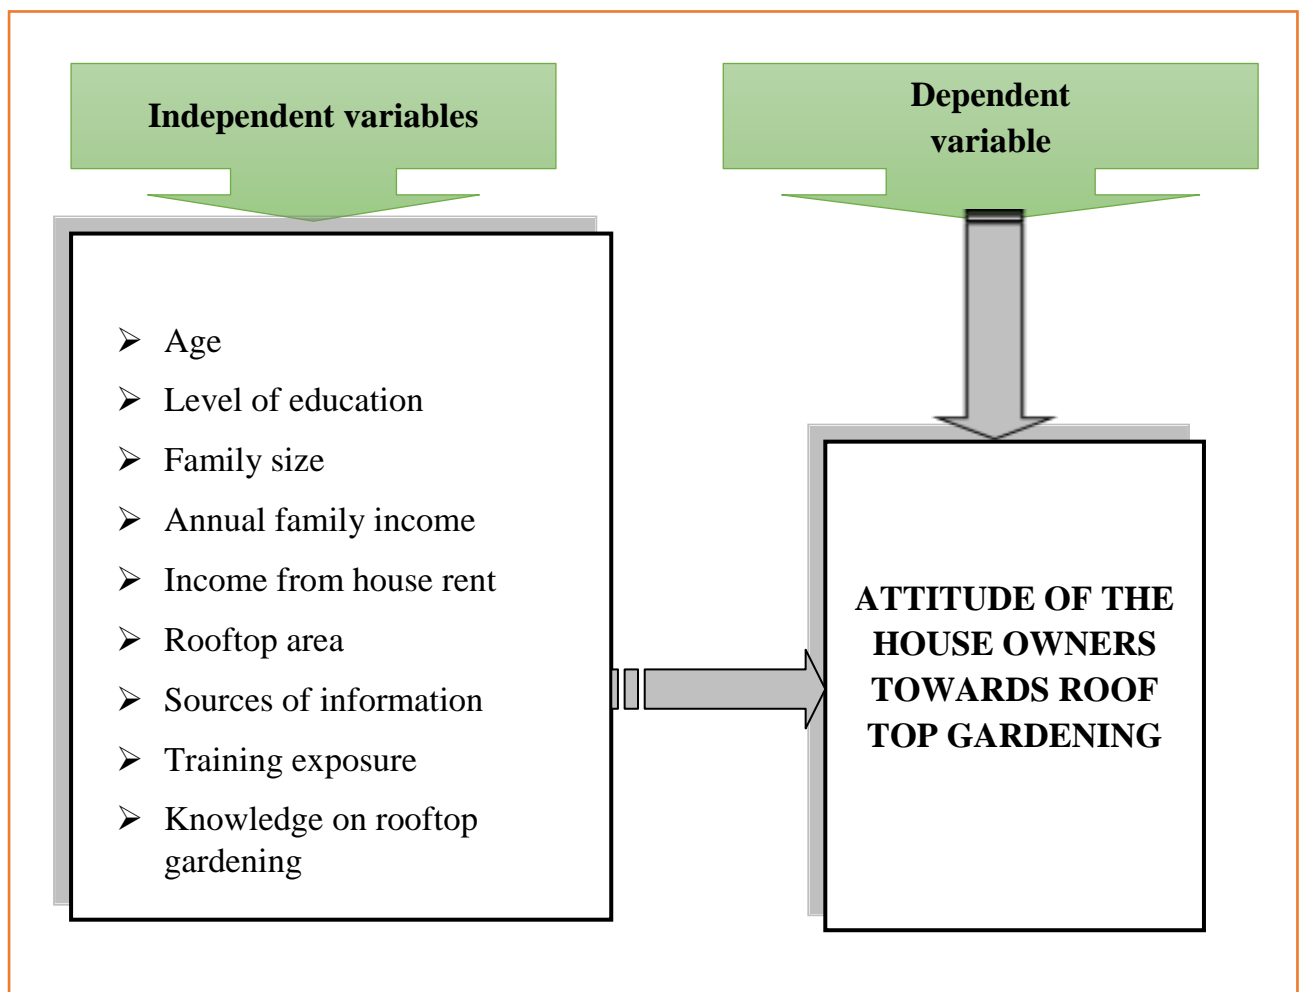 Independent variables
Dependent
variable
➢ Age
➢ Level of education
➢ Family size
➢ Annual family income
➢ Income from house rent
➢ Rooftop area
➢ Sources of information
➢ Training exposure
➢ Knowledge on rooftop
gardening
ATTITUDE OF THE
HOUSE OWNERS
TOWARDS ROOF
TOP GARDENING